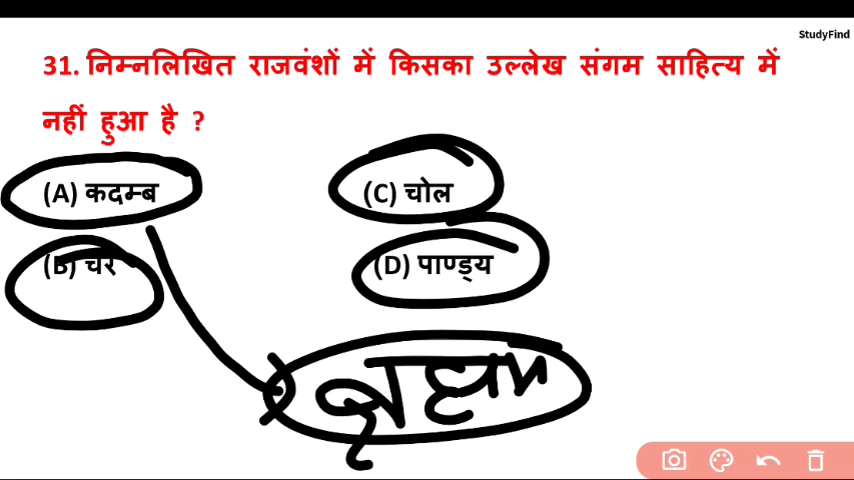 StudyFind
31. निम्नलिखित राजवंशों में किसका उल्लेख संगम साहित्य में
नहीं हुआ है ?
(A) कदम्ब (C) चोल
(B) चेर (D) पाण्ड्य